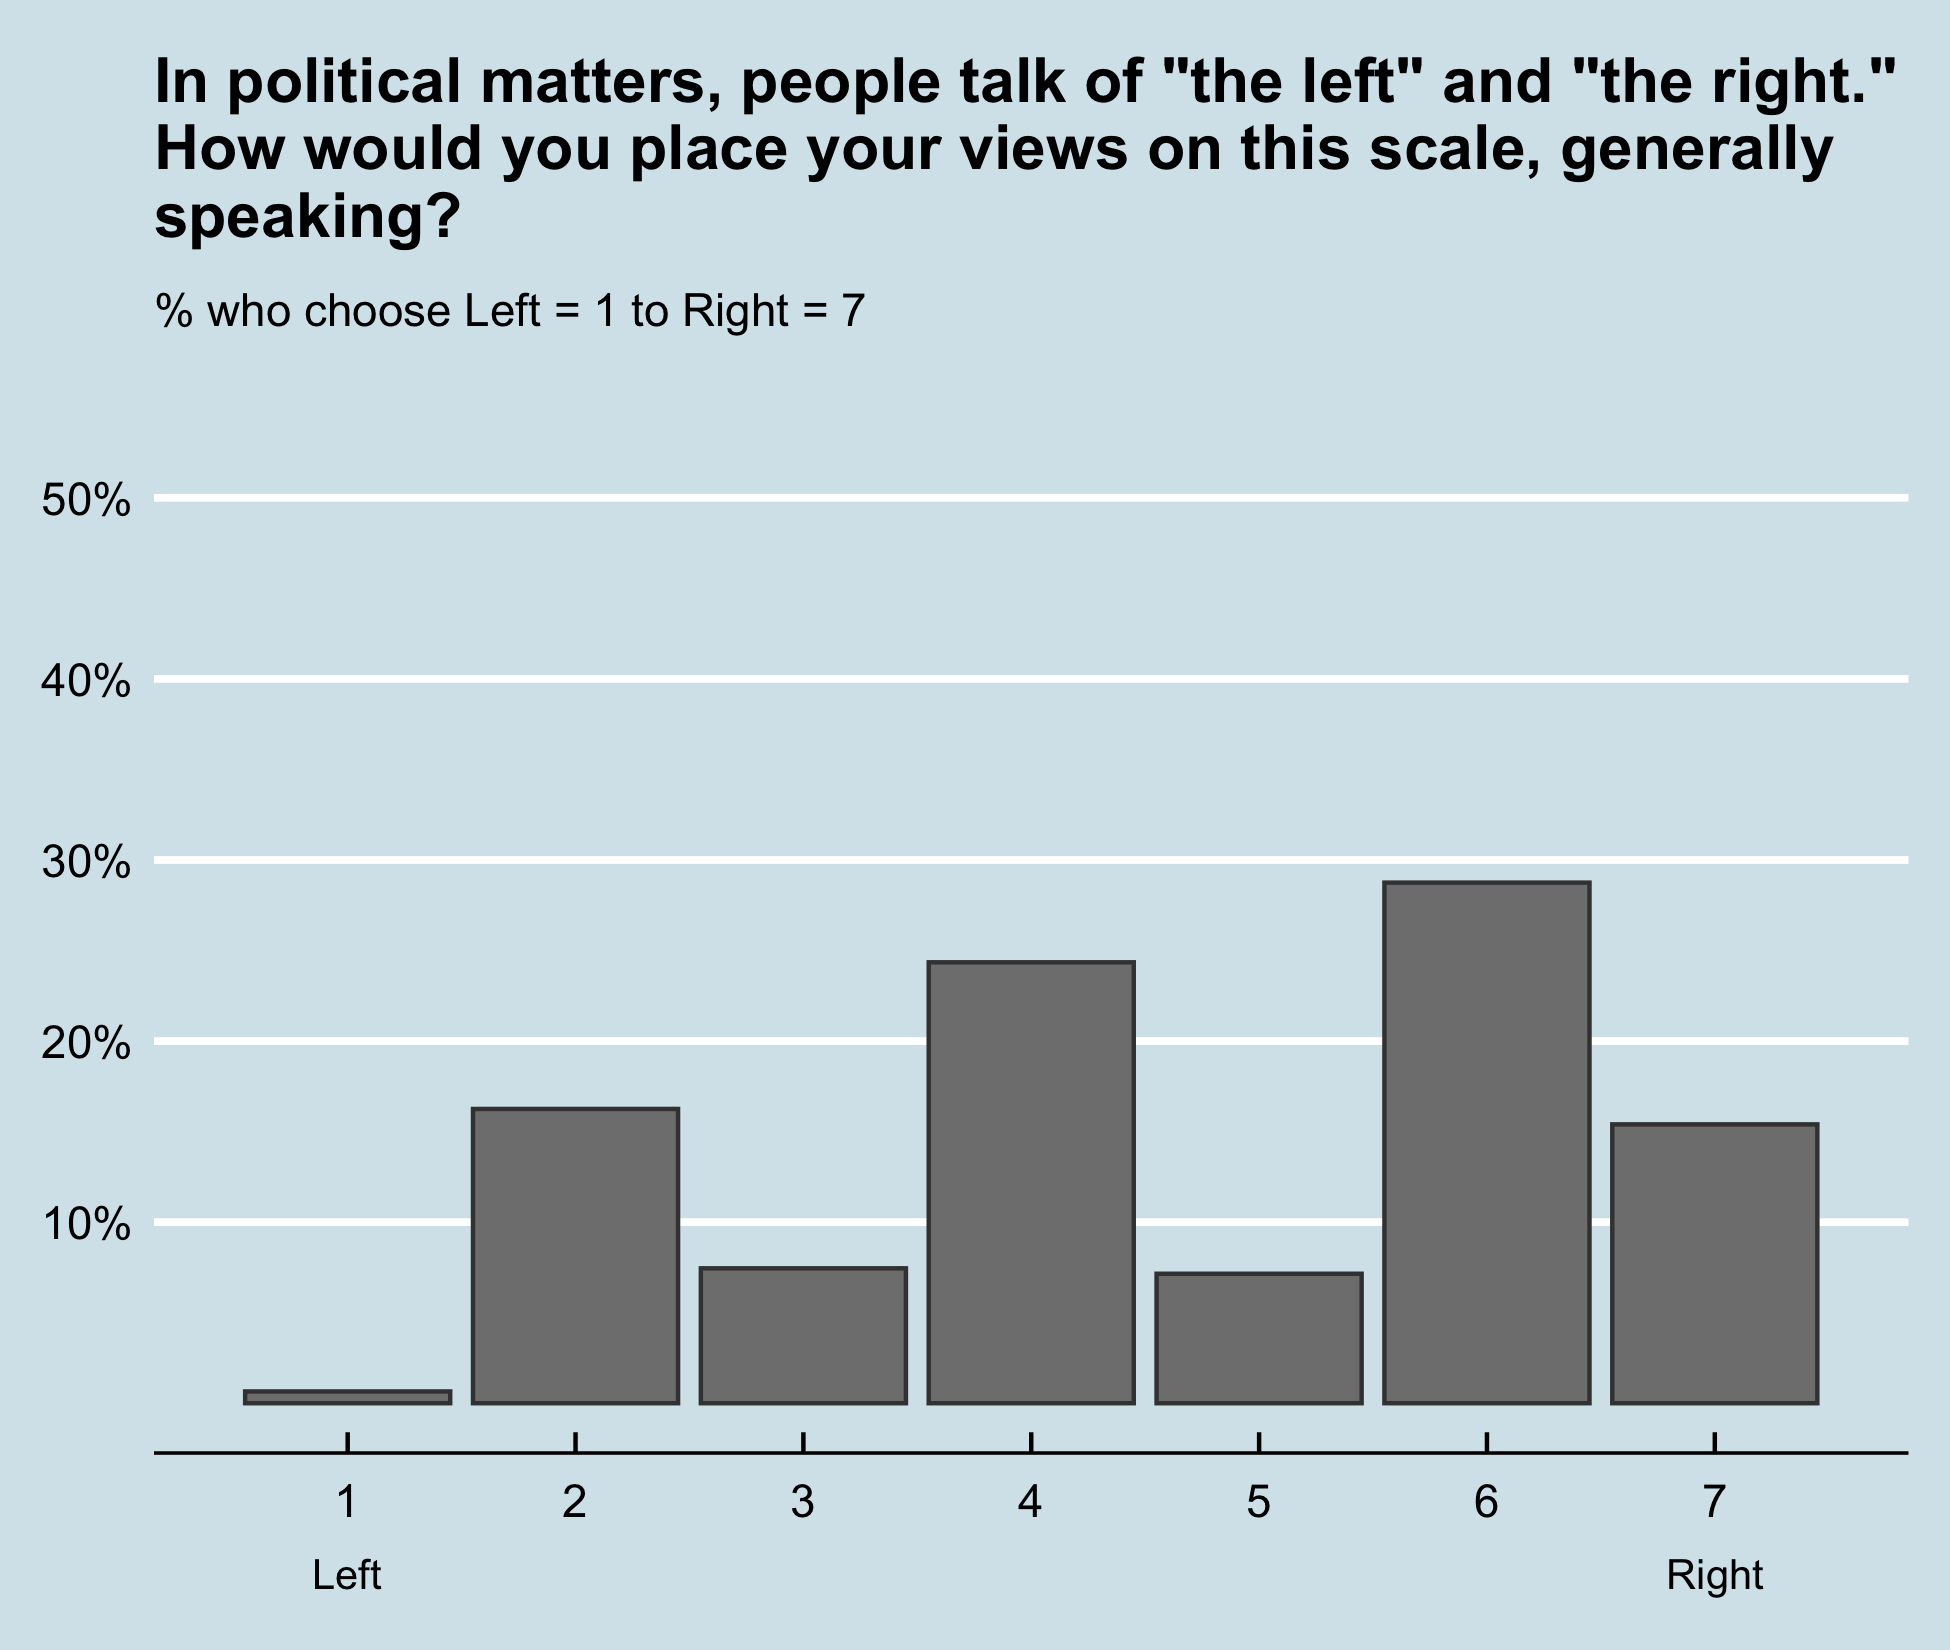 In political matters, people talk of "the left" and "the right."
How would you place your views on this scale, generally
speaking?
% who choose Left = 1 to Right = 7
50%
40%
30%
20%
10%
1 2 3 4 5 6 7
Left Right